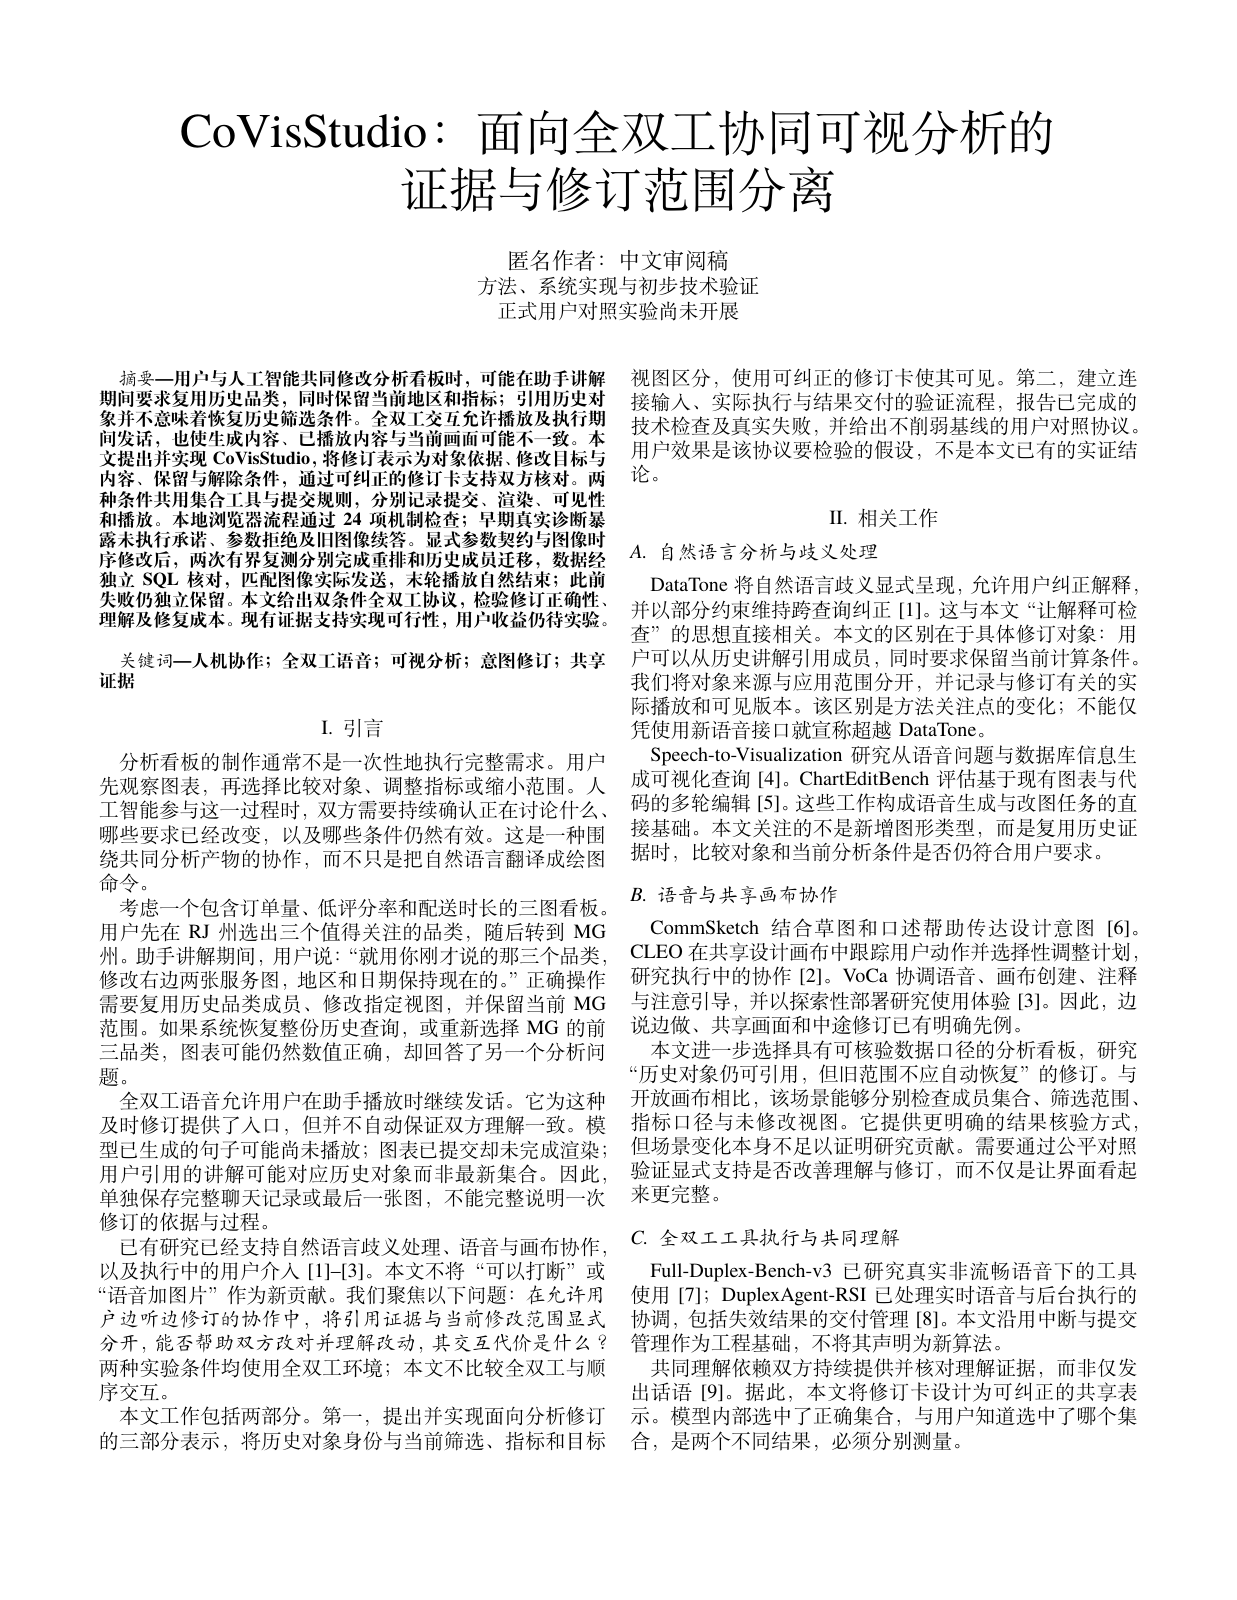 CoVisStudio：面向全双工协同可视分析的
证据与修订范围分离
匿名作者：中文审阅稿
方法、系统实现与初步技术验证
正式用户对照实验尚未开展
摘要—用户与人工智能共同修改分析看板时，可能在助手讲解
期间要求复用历史品类，同时保留当前地区和指标；引用历史对
象并不意味着恢复历史筛选条件。全双工交互允许播放及执行期
间发话，也使生成内容、已播放内容与当前画面可能不一致。本
文提出并实现 CoVisStudio，将修订表示为对象依据、修改目标与
内容、保留与解除条件，通过可纠正的修订卡支持双方核对。两
种条件共用集合工具与提交规则，分别记录提交、渲染、可见性
和播放。本地浏览器流程通过 24 项机制检查；早期真实诊断暴
露未执行承诺、参数拒绝及旧图像续答。显式参数契约与图像时
序修改后，两次有界复测分别完成重排和历史成员迁移，数据经
独立 SQL 核对，匹配图像实际发送，末轮播放自然结束；此前
失败仍独立保留。本文给出双条件全双工协议，检验修订正确性、
理解及修复成本。现有证据支持实现可行性，用户收益仍待实验。
关键词—人机协作；全双工语音；可视分析；意图修订；共享
证据
I. 引言
分析看板的制作通常不是一次性地执行完整需求。用户
先观察图表，再选择比较对象、调整指标或缩小范围。人
工智能参与这一过程时，双方需要持续确认正在讨论什么、
哪些要求已经改变，以及哪些条件仍然有效。这是一种围
绕共同分析产物的协作，而不只是把自然语言翻译成绘图
命令。
考虑一个包含订单量、低评分率和配送时长的三图看板。
用户先在 RJ 州选出三个值得关注的品类，随后转到 MG
州。助手讲解期间，用户说：“就用你刚才说的那三个品类，
修改右边两张服务图，地区和日期保持现在的。” 正确操作
需要复用历史品类成员、修改指定视图，并保留当前 MG
范围。如果系统恢复整份历史查询，或重新选择 MG 的前
三品类，图表可能仍然数值正确，却回答了另一个分析问
题。
全双工语音允许用户在助手播放时继续发话。它为这种
及时修订提供了入口，但并不自动保证双方理解一致。模
型已生成的句子可能尚未播放；图表已提交却未完成渲染；
用户引用的讲解可能对应历史对象而非最新集合。因此，
单独保存完整聊天记录或最后一张图，不能完整说明一次
修订的依据与过程。
已有研究已经支持自然语言歧义处理、语音与画布协作，
以及执行中的用户介入 [1]–[3]。本文不将 “可以打断” 或
“语音加图片” 作为新贡献。我们聚焦以下问题：在允许用
户边听边修订的协作中，将引用证据与当前修改范围显式
分开，能否帮助双方改对并理解改动，其交互代价是什么？
两种实验条件均使用全双工环境；本文不比较全双工与顺
序交互。
本文工作包括两部分。第一，提出并实现面向分析修订
的三部分表示，将历史对象身份与当前筛选、指标和目标
视图区分，使用可纠正的修订卡使其可见。第二，建立连
接输入、实际执行与结果交付的验证流程，报告已完成的
技术检查及真实失败，并给出不削弱基线的用户对照协议。
用户效果是该协议要检验的假设，不是本文已有的实证结
论。
II. 相关工作
A. 自然语言分析与歧义处理
DataTone 将自然语言歧义显式呈现，允许用户纠正解释，
并以部分约束维持跨查询纠正 [1]。这与本文 “让解释可检
查” 的思想直接相关。本文的区别在于具体修订对象：用
户可以从历史讲解引用成员，同时要求保留当前计算条件。
我们将对象来源与应用范围分开，并记录与修订有关的实
际播放和可见版本。该区别是方法关注点的变化；不能仅
凭使用新语音接口就宣称超越 DataTone。
Speech-to-Visualization 研究从语音问题与数据库信息生
成可视化查询 [4]。ChartEditBench 评估基于现有图表与代
码的多轮编辑 [5]。这些工作构成语音生成与改图任务的直
接基础。本文关注的不是新增图形类型，而是复用历史证
据时，比较对象和当前分析条件是否仍符合用户要求。
B. 语音与共享画布协作
CommSketch 结合草图和口述帮助传达设计意图 [6]。
CLEO 在共享设计画布中跟踪用户动作并选择性调整计划，
研究执行中的协作 [2]。VoCa 协调语音、画布创建、注释
与注意引导，并以探索性部署研究使用体验 [3]。因此，边
说边做、共享画面和中途修订已有明确先例。
本文进一步选择具有可核验数据口径的分析看板，研究
“历史对象仍可引用，但旧范围不应自动恢复” 的修订。与
开放画布相比，该场景能够分别检查成员集合、筛选范围、
指标口径与未修改视图。它提供更明确的结果核验方式，
但场景变化本身不足以证明研究贡献。需要通过公平对照
验证显式支持是否改善理解与修订，而不仅是让界面看起
来更完整。
C. 全双工工具执行与共同理解
Full-Duplex-Bench-v3 已研究真实非流畅语音下的工具
使用 [7]；DuplexAgent-RSI 已处理实时语音与后台执行的
协调，包括失效结果的交付管理 [8]。本文沿用中断与提交
管理作为工程基础，不将其声明为新算法。
共同理解依赖双方持续提供并核对理解证据，而非仅发
出话语 [9]。据此，本文将修订卡设计为可纠正的共享表
示。模型内部选中了正确集合，与用户知道选中了哪个集
合，是两个不同结果，必须分别测量。